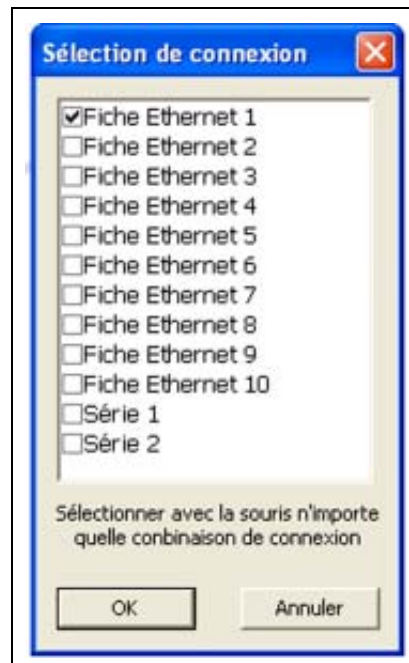 Sélection de connexion
Fiche Ethernet 1
Fiche Ethernet 2
Fiche Ethernet 3
Fiche Ethernet 4
Fiche Ethernet 5
Fiche Ethernet 6
Fiche Ethernet 7
Fiche Ethernet 8
Fiche Ethernet 9
Fiche Ethernet 10
Série 1
Série 2
Sélectionner avec la souris n'importe
quelle conbinaison de connexion
OK Annuler